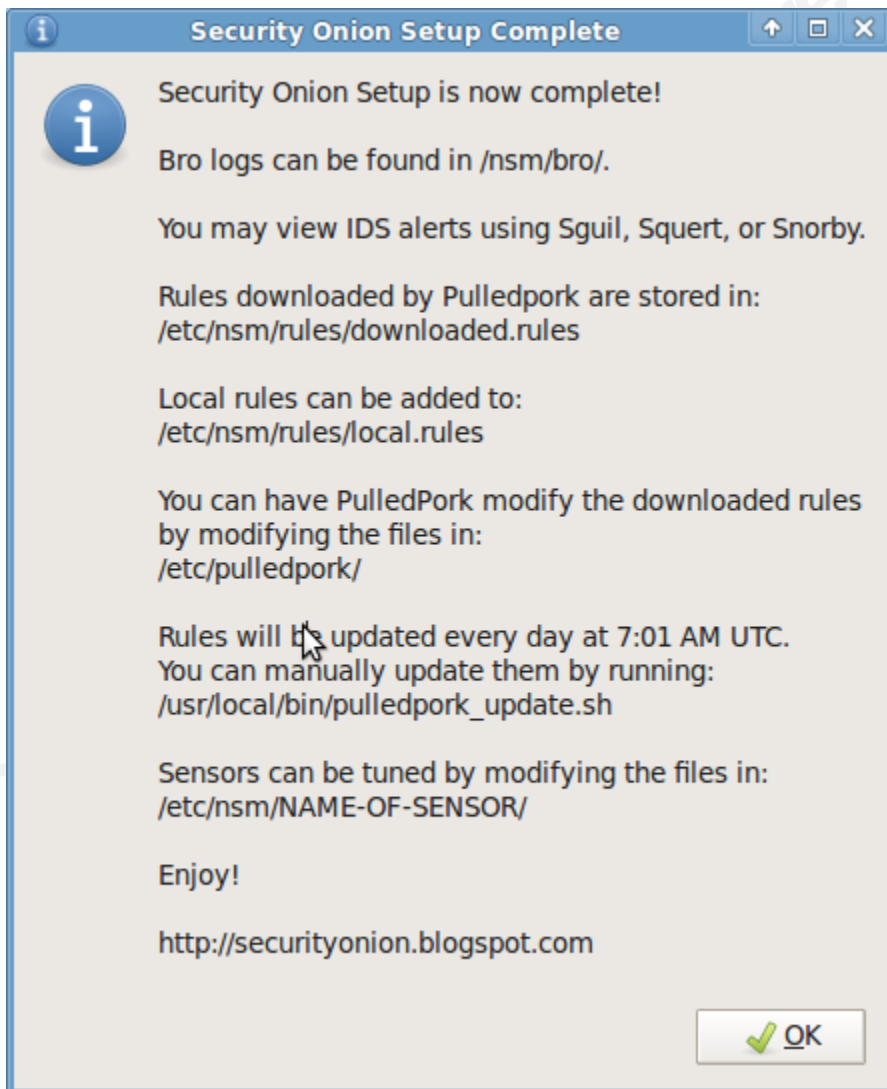 Security Onion Setup Complete
Security Onion Setup is now complete!
Bro logs can be found in /nsm/bro/.
You may view IDS alerts using Sguil, Squert, or Snorby.
Rules downloaded by Pulledpork are stored in:
/etc/nsm/rules/downloaded.rules
Local rules can be added to:
/etc/nsm/rules/local.rules
You can have PulledPork modify the downloaded rules
by modifying the files in:
/etc/pulledpork/
Rules will be updated every day at 7:01 AM UTC.
You can manually update them by running:
/usr/local/bin/pulledpork_update.sh
Sensors can be tuned by modifying the files in:
/etc/nsm/NAME-OF-SENSOR/
Enjoy!
http://securityonion.blogspot.com
OK